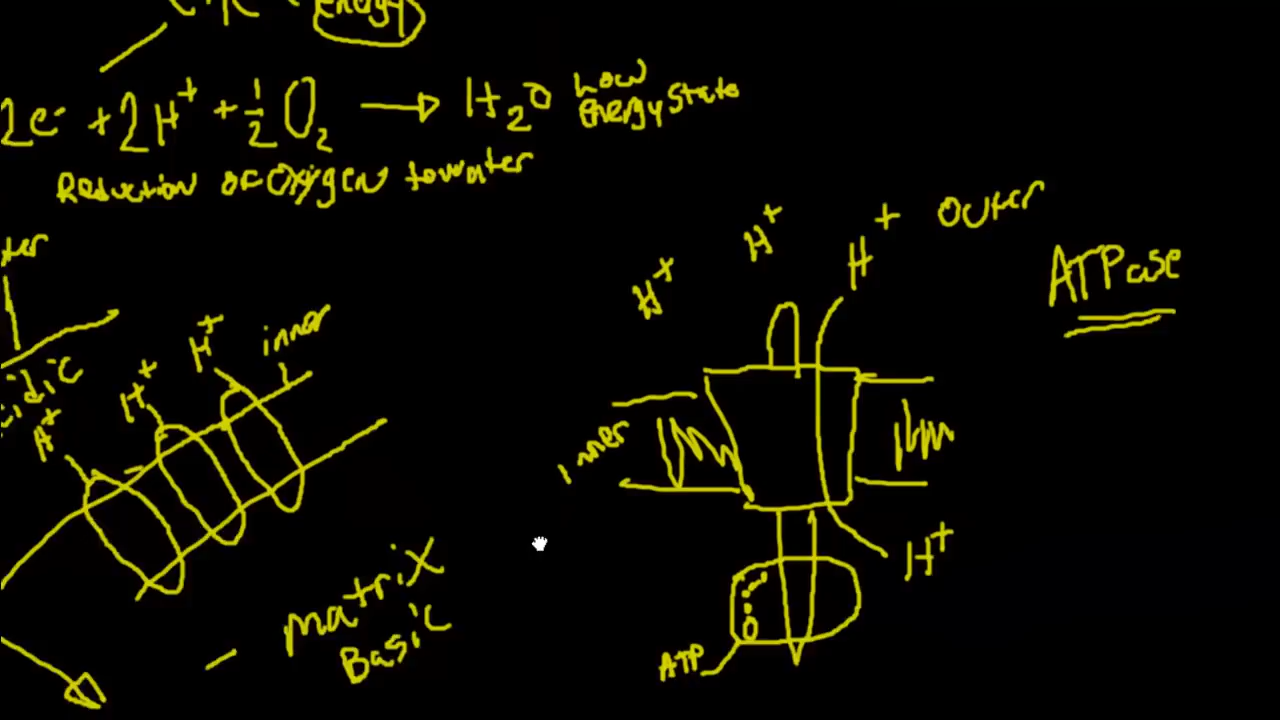 energy
2e⁻ + 2H⁺ + ½O₂ → H₂O Low Energy State
Reduction of Oxygen to water
H⁺ H⁺ H⁺ Outer
ATPase
H⁺ H⁺ H⁺ inner
inner
H⁺
Matrix
Basic
ATP